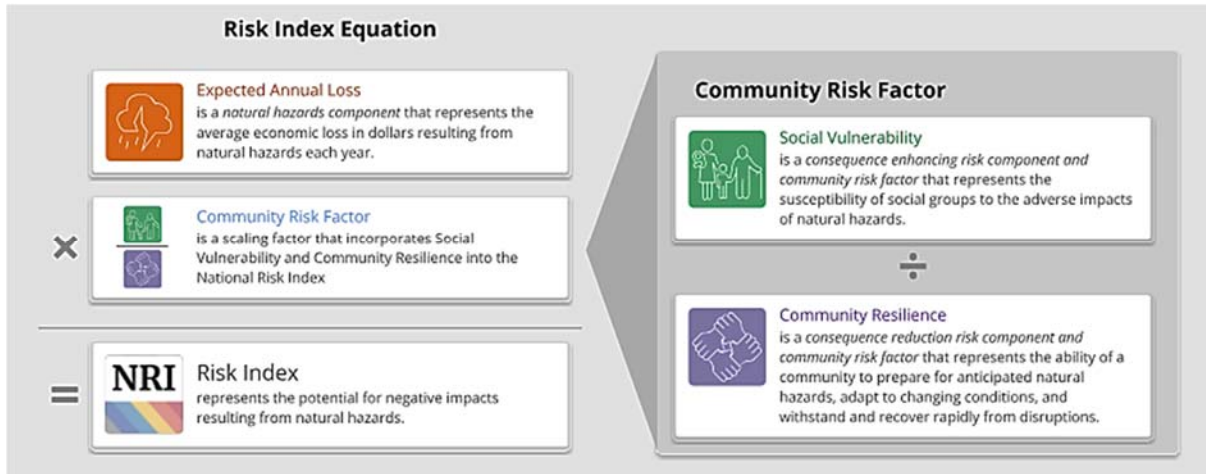 Risk Index Equation
Expected Annual Loss
is a natural hazards component that represents the
average economic loss in dollars resulting from
natural hazards each year.
×
Community Risk Factor
is a scaling factor that incorporates Social
Vulnerability and Community Resilience into the
National Risk Index
=
NRI
Risk Index
represents the potential for negative impacts
resulting from natural hazards.
Community Risk Factor
Social Vulnerability
is a consequence enhancing risk component and
community risk factor that represents the
susceptibility of social groups to the adverse impacts
of natural hazards.
÷
Community Resilience
is a consequence reduction risk component and
community risk factor that represents the ability of a
community to prepare for anticipated natural
hazards, adapt to changing conditions, and
withstand and recover rapidly from disruptions.